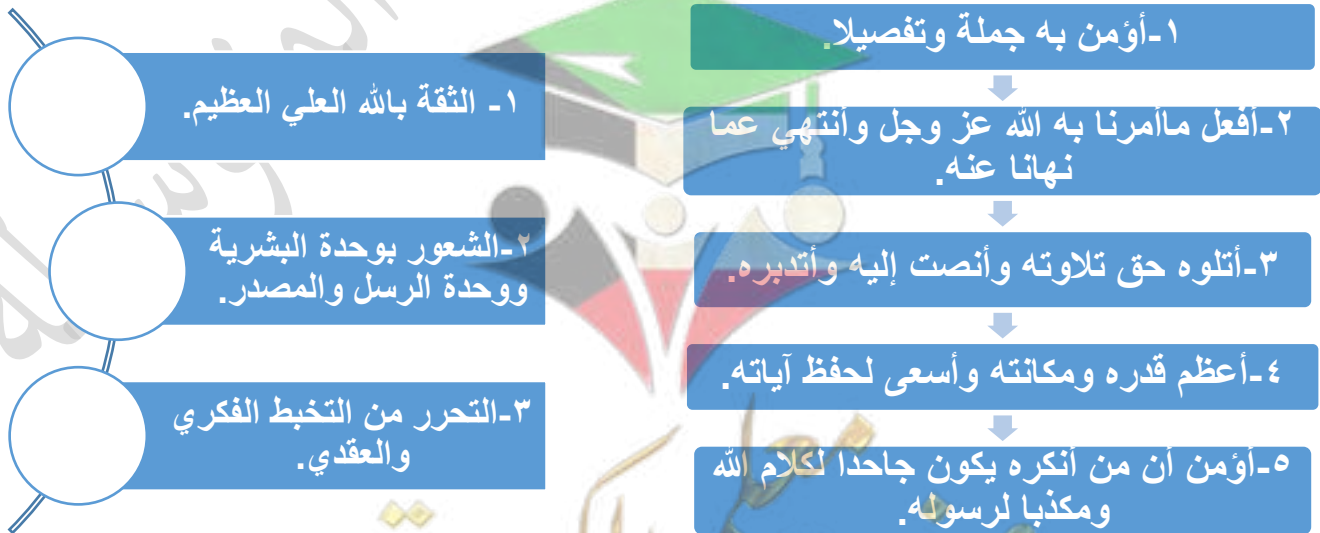 ١-أؤمن به جملة وتفصيلا.
٢-أفعل ماأمرنا به الله عز وجل وأنتهي عما
نهانا عنه.
٣-أتلوه حق تلاوته وأنصت إليه وأتدبره.
٤-أعظم قدره ومكانته وأسعى لحفظ آياته.
٥-أؤمن أن من أنكره يكون جاحدا لكلام الله
ومكذبا لرسوله.
١- الثقة بالله العلي العظيم.
٢-الشعور بوحدة البشرية
ووحدة الرسل والمصدر.
٣-التحرر من التخبط الفكري
والعقدي.